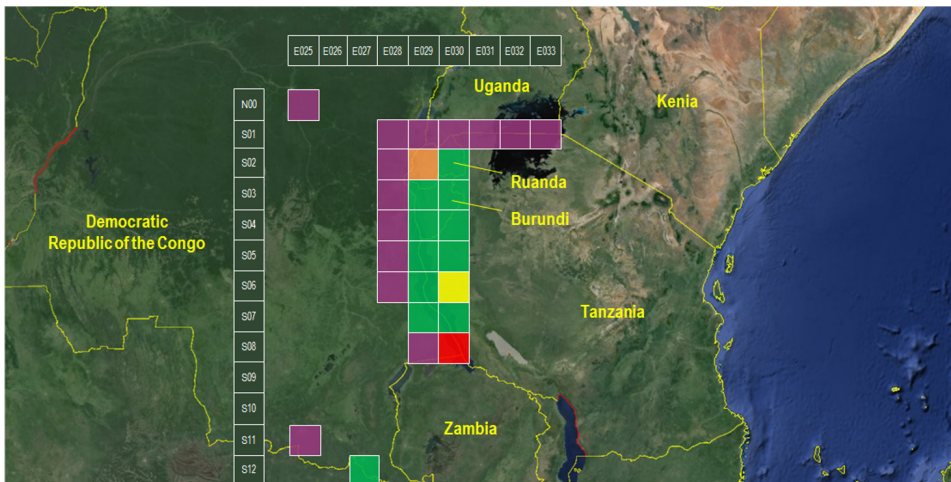 E025 E026 E027 E028 E029 E030 E031 E032 E033
Uganda
Kenia
N00
S01
S02
Ruanda
S03
Burundi
S04
Democratic
Republic of the Congo
S05
S06
Tanzania
S07
S08
S09
S10
Zambia
S11
S12